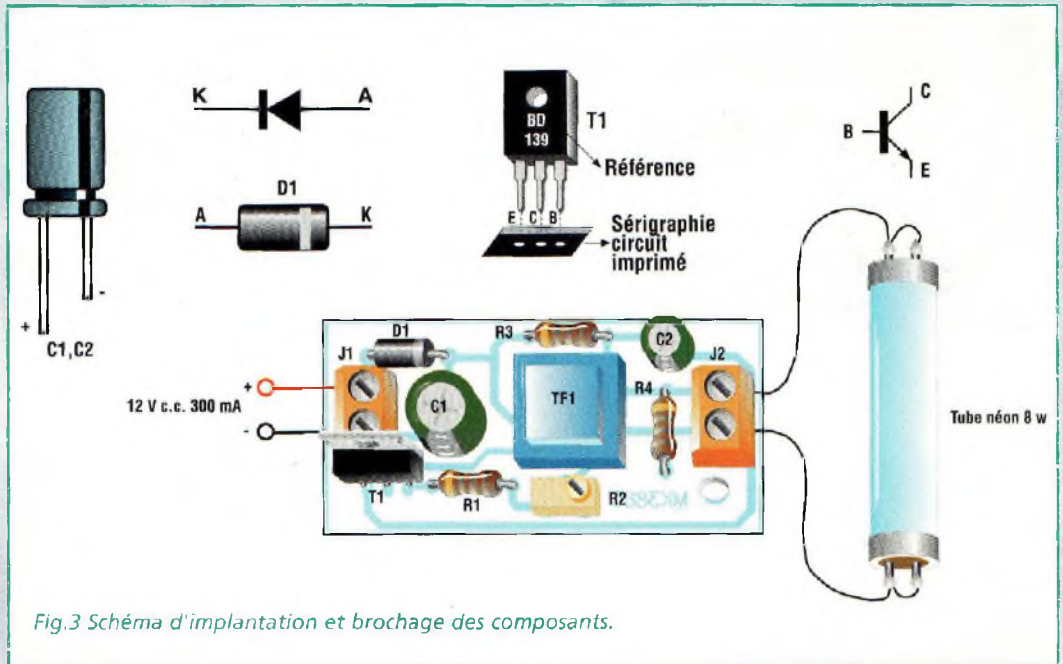 K
A
D1
A
K
+
-
C1,C2
BD
139
T1
Référence
E C B
Sérigraphie
circuit
imprimé
B
C
E
J1
D1
R3
C2
J2
+
12 V c.c. 300 mA
-
C1
TF1
R4
T1
R1
R2
Tube néon 8 w
Fig.3 Schéma d'implantation et brochage des composants.